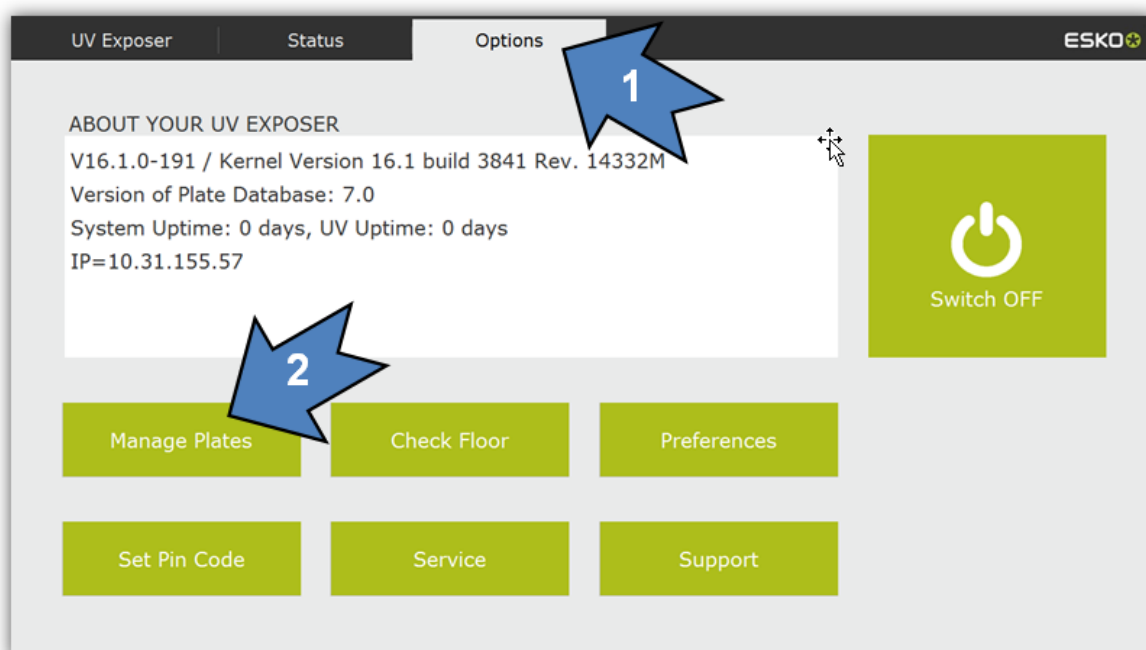 UV Exposer Status Options ESKO
1
ABOUT YOUR UV EXPOSER
V16.1.0-191 / Kernel Version 16.1 build 3841 Rev. 14332M
Version of Plate Database: 7.0
System Uptime: 0 days, UV Uptime: 0 days
IP=10.31.155.57
Switch OFF
2
Manage Plates Check Floor Preferences
Set Pin Code Service Support